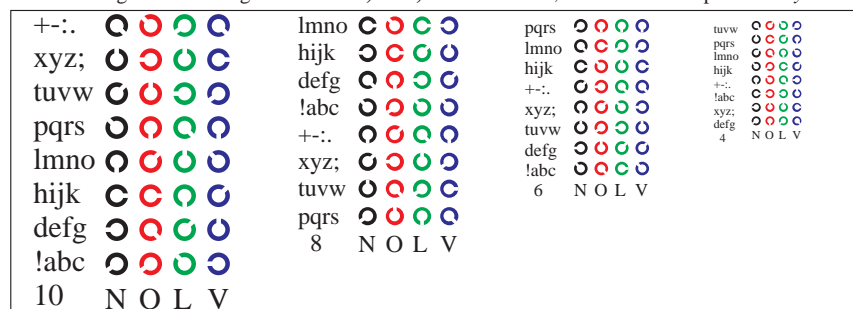 +-:.
xyz;
tuvw
pqrs
lmno
hijk
defg
!abc
10 N O L V
lmno
hijk
defg
!abc
+-:.
xyz;
tuvw
pqrs
8 N O L V
pqrs
lmno
hijk
+-:.
xyz;
tuvw
defg
!abc
6 N O L V
tuvw
pqrs
lmno
hijk
+-:.
!abc
xyz;
defg
4 N O L V